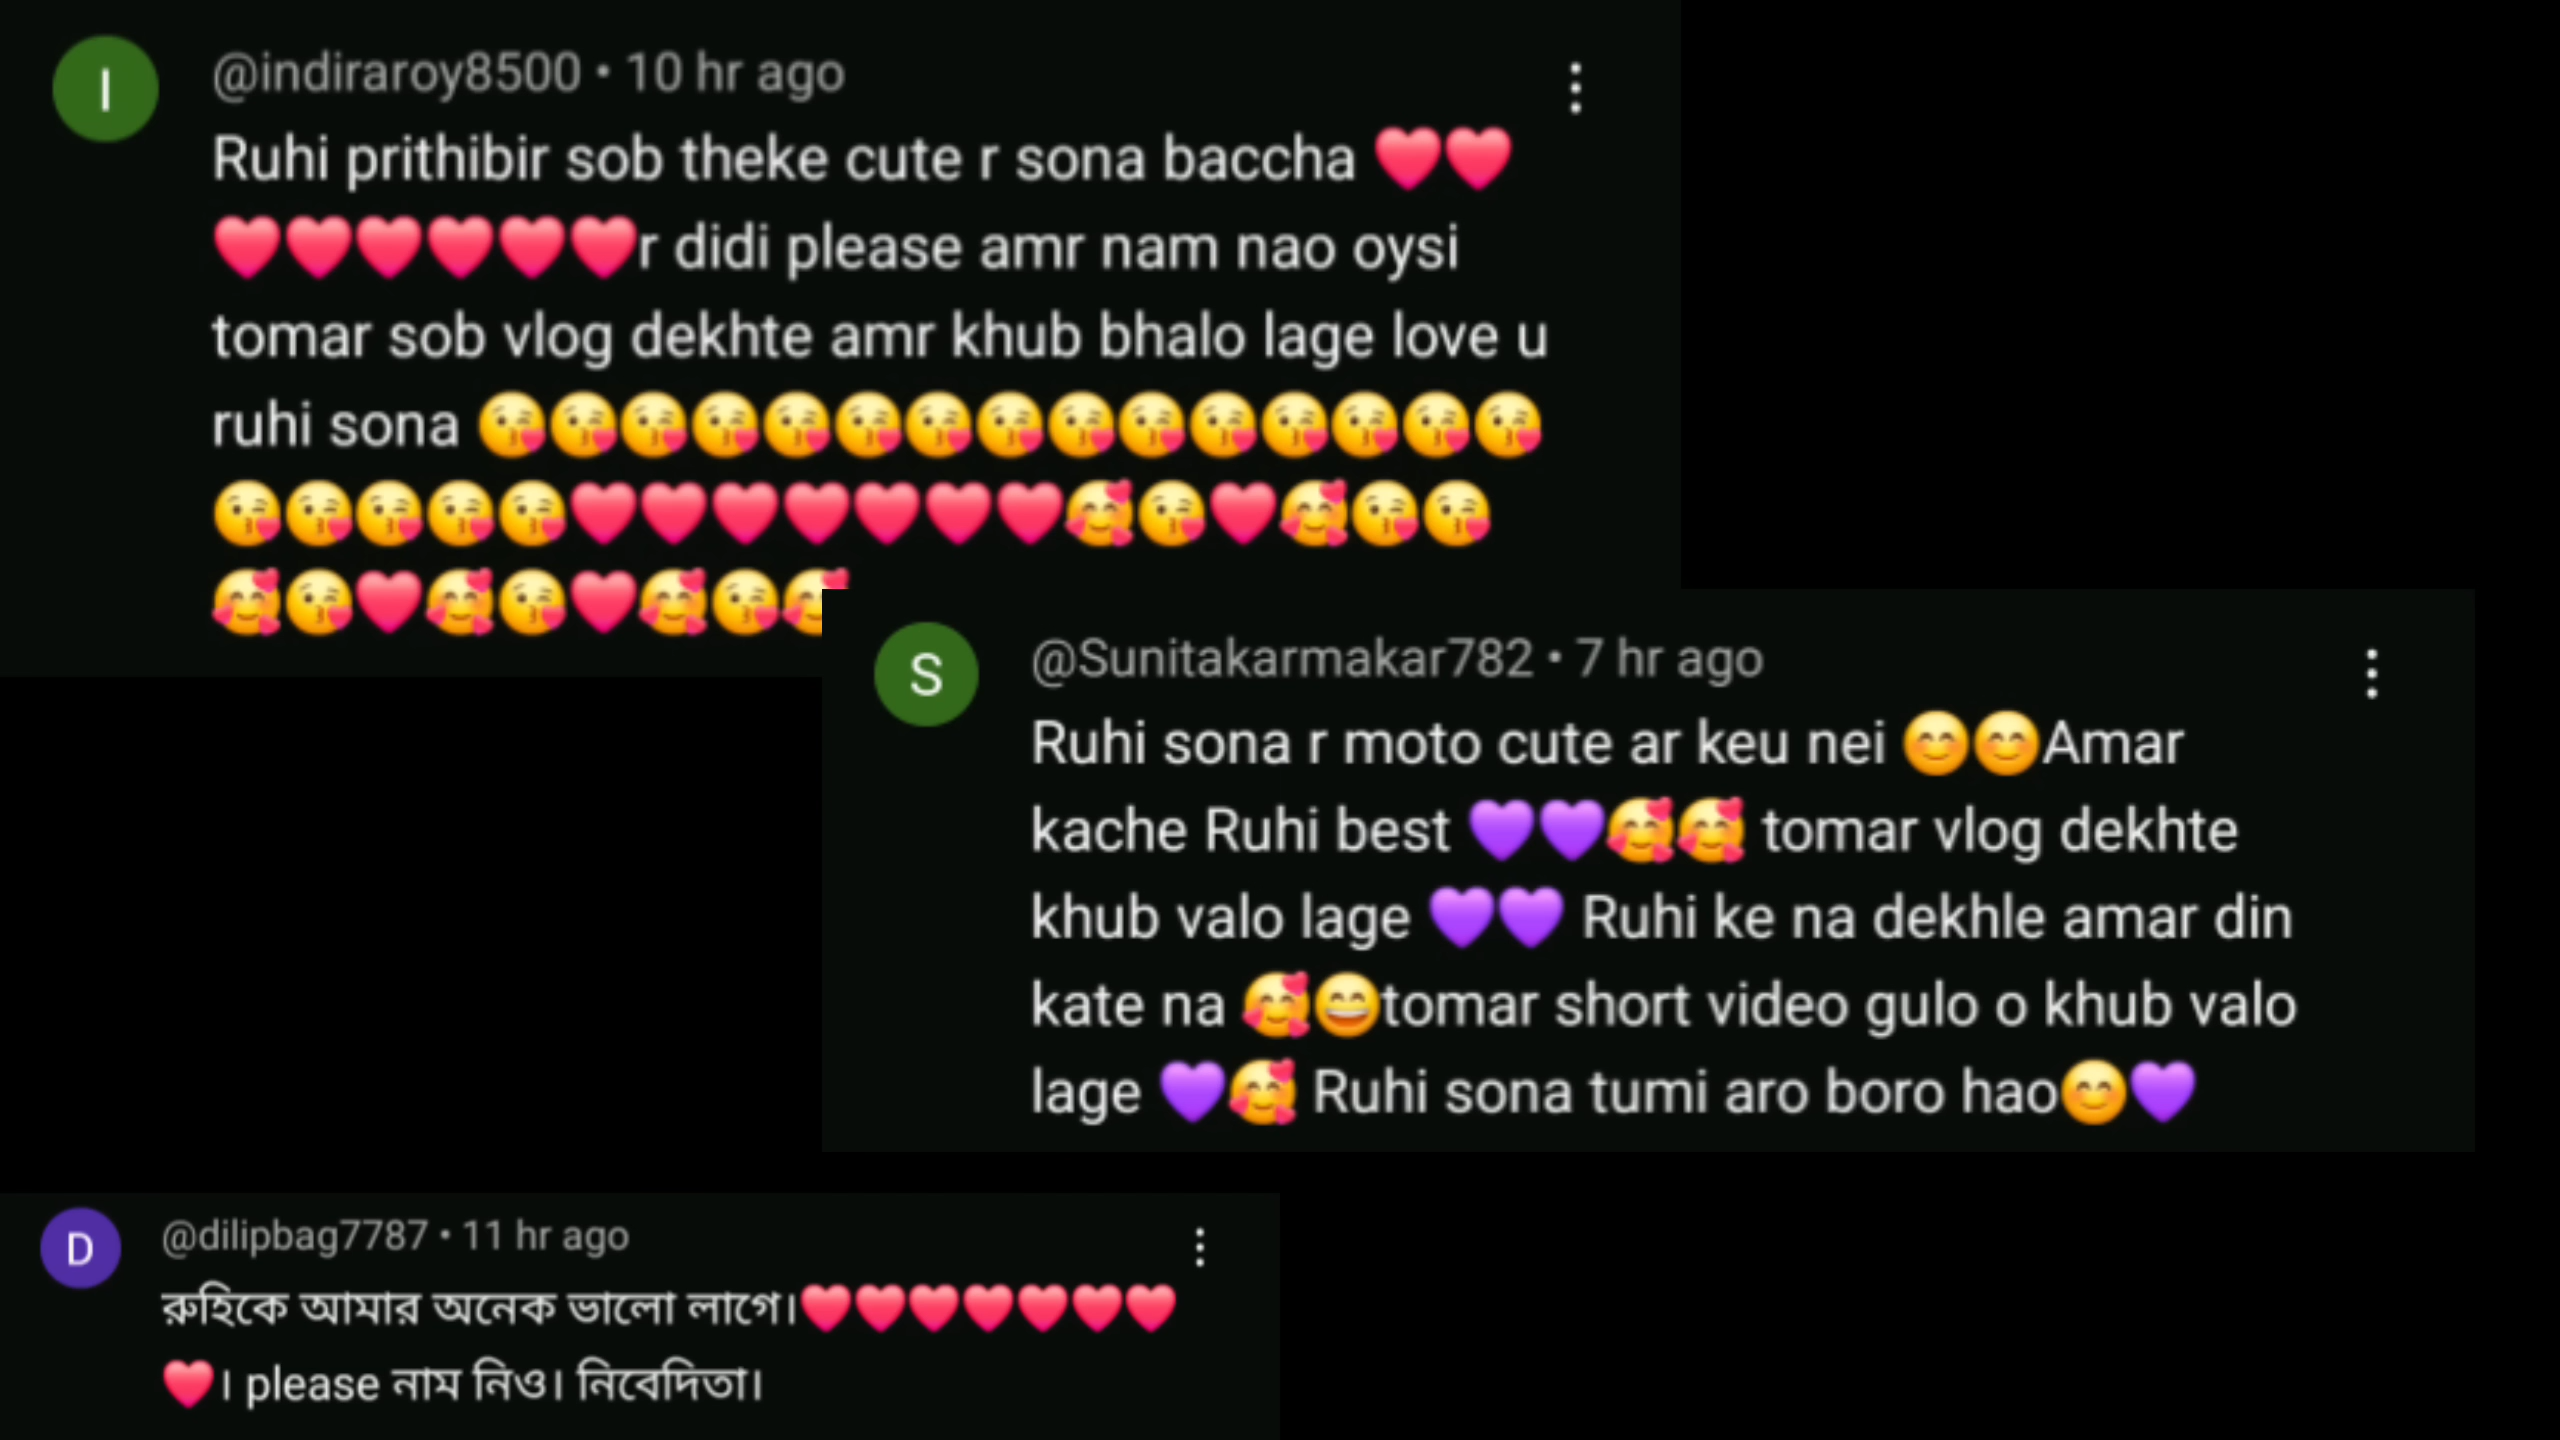 I
@indiraroy8500 • 10 hr ago
Ruhi prithibir sob theke cute r sona baccha ❤️❤️
❤️❤️❤️❤️❤️❤️r didi please amr nam nao oysi
tomar sob vlog dekhte amr khub bhalo lage love u
ruhi sona 😘😘😘😘😘😘😘😘😘😘😘😘😘😘😘
😘😘😘😘😘❤️❤️❤️❤️❤️❤️❤️🥰😘❤️🥰😘😘
🥰😘❤️🥰😘❤️🥰😘🥰
S
@Sunitakarmakar782 • 7 hr ago
Ruhi sona r moto cute ar keu nei 😊😊Amar
kache Ruhi best 💜💜🥰🥰 tomar vlog dekhte
khub valo lage 💜💜 Ruhi ke na dekhle amar din
kate na 🥰😄tomar short video gulo o khub valo
lage 💜🥰 Ruhi sona tumi aro boro hao😊💜
D
@dilipbag7787 • 11 hr ago
রুহিকে আমার অনেক ভালো লাগে।❤️❤️❤️❤️❤️❤️❤️
❤️। please নাম নিও। নিবেদিতা।